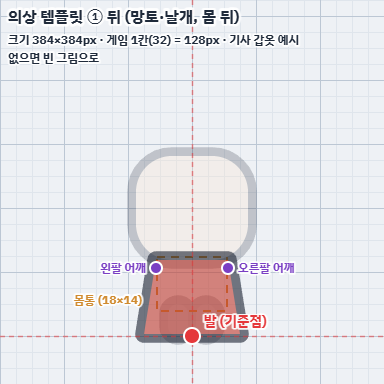 의상 템플릿 ① 뒤 (망토·날개, 몸 뒤)
크기 384×384px · 게임 1칸(32) = 128px · 기사 갑옷 예시
없으면 빈 그림으로
왼팔 어깨
오른팔 어깨
몸통 (18×14)
발 (기준점)